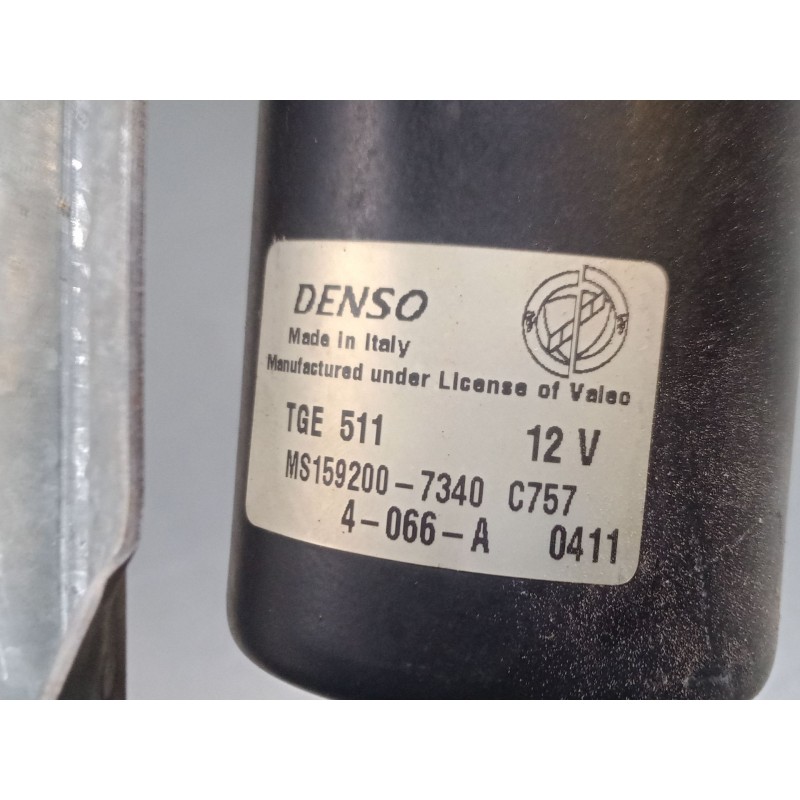 DENSO
Made in Italy
Manufactured under License of Valeo
TGE 511 12 V
MS159200-7340 C757
4-066-A 0411